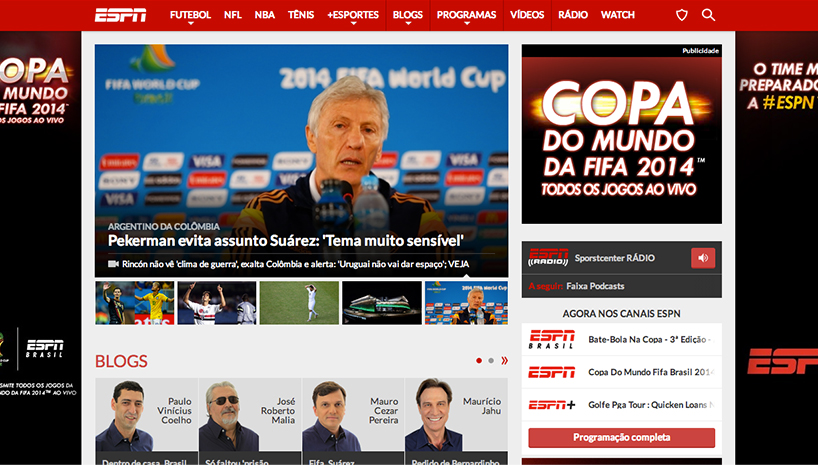 ESPN FUTEBOL NFL NBA TÊNIS +ESPORTES BLOGS PROGRAMAS VÍDEOS RÁDIO WATCH
COPA
DO MUNDO
FIFA 2014™
OS JOGOS AO VIVO
FIFA WORLD CUP
Brasil
2014 FIFA World Cup
VISA
SONY
Emirates
ARGENTINO DA COLÔMBIA
Pekerman evita assunto Suárez: 'Tema muito sensível'
Rincón não vê 'clima de guerra', exalta Colômbia e alerta: 'Uruguai não vai dar espaço'; VEJA
Publicidade
COPA
DO MUNDO
DA FIFA 2014™
TODOS OS JOGOS AO VIVO
O TIME M
PREPARADO
A #ESPN
ESPN RÁDIO Sporstcenter RÁDIO
A seguir: Faixa Podcasts
AGORA NOS CANAIS ESPN
ESPN BRASIL Bate-Bola Na Copa - 3ª Edição -
ESPN Copa Do Mundo Fifa Brasil 2014
ESPN+ Golfe Pga Tour : Quicken Loans N
Programação completa
ESPN
BRASIL
SMITE TODOS OS JOGOS DA
DO DA FIFA 2014™ AO VIVO
ESPN
BLOGS
Paulo
Vinícius
Coelho
Dentro de casa, Brasil
José
Roberto
Malia
Só faltou 'prisão
Mauro
Cezar
Pereira
Fifa, Suárez
Maurício
Jahu
Pedido de Bernardinho